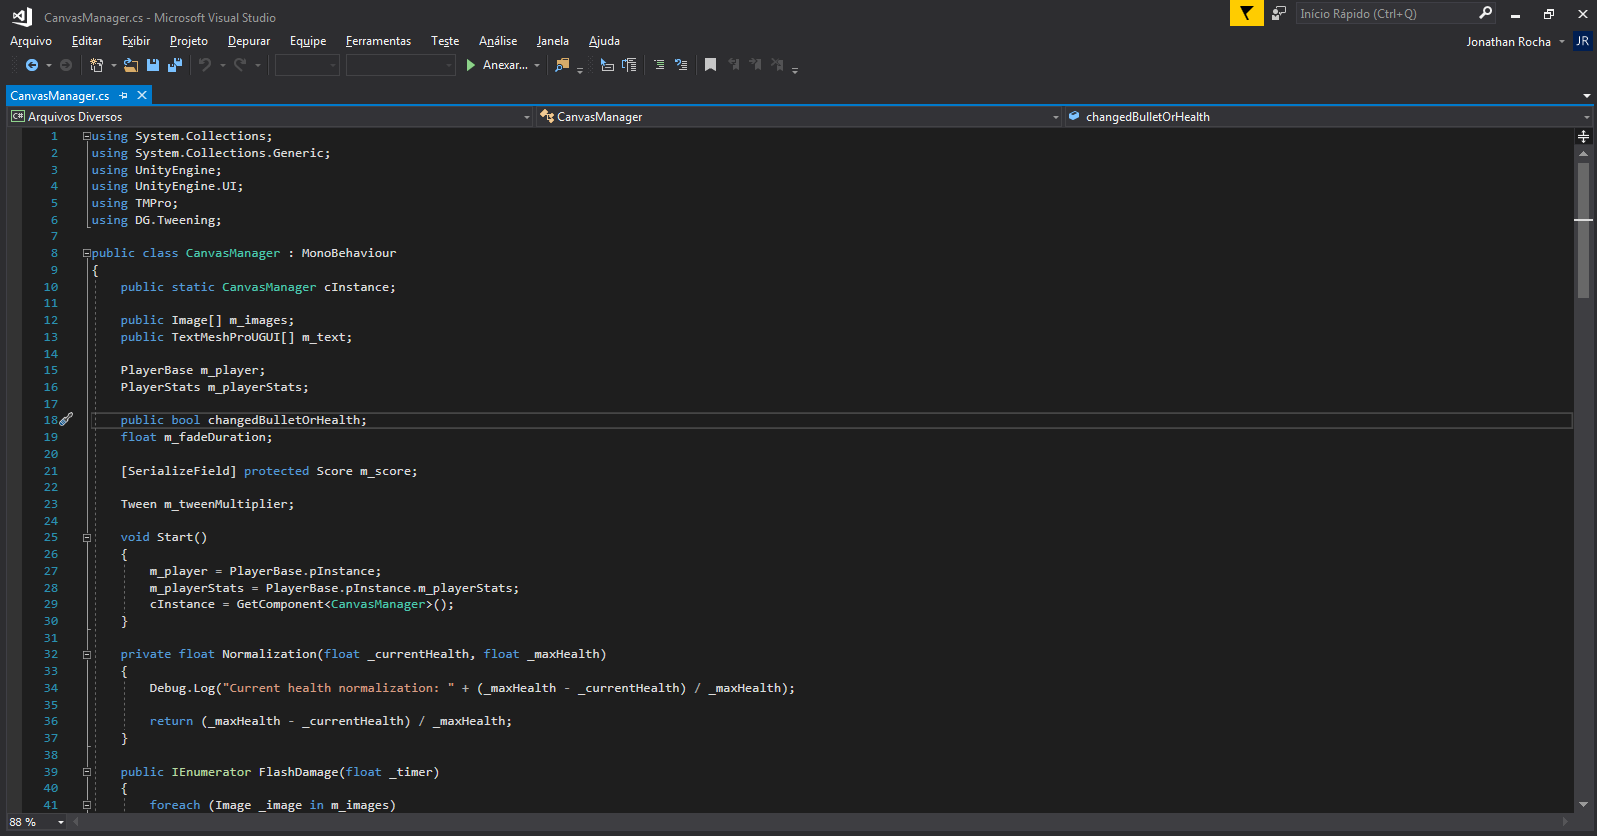 CanvasManager.cs - Microsoft Visual Studio
Início Rápido (Ctrl+Q)
Arquivo Editar Exibir Projeto Depurar Equipe Ferramentas Teste Análise Janela Ajuda
Jonathan Rocha JR
Anexar...
CanvasManager.cs
C# Arquivos Diversos CanvasManager changedBulletOrHealth
1 using System.Collections;
2 using System.Collections.Generic;
3 using UnityEngine;
4 using UnityEngine.UI;
5 using TMPro;
6 using DG.Tweening;
7
8 public class CanvasManager : MonoBehaviour
9 {
10 public static CanvasManager cInstance;
11
12 public Image[] m_images;
13 public TextMeshProUGUI[] m_text;
14
15 PlayerBase m_player;
16 PlayerStats m_playerStats;
17
18 public bool changedBulletOrHealth;
19 float m_fadeDuration;
20
21 [SerializeField] protected Score m_score;
22
23 Tween m_tweenMultiplier;
24
25 void Start()
26 {
27 m_player = PlayerBase.pInstance;
28 m_playerStats = PlayerBase.pInstance.m_playerStats;
29 cInstance = GetComponent<CanvasManager>();
30 }
31
32 private float Normalization(float _currentHealth, float _maxHealth)
33 {
34 Debug.Log("Current health normalization: " + (_maxHealth - _currentHealth) / _maxHealth);
35
36 return (_maxHealth - _currentHealth) / _maxHealth;
37 }
38
39 public IEnumerator FlashDamage(float _timer)
40 {
41 foreach (Image _image in m_images)
88 %